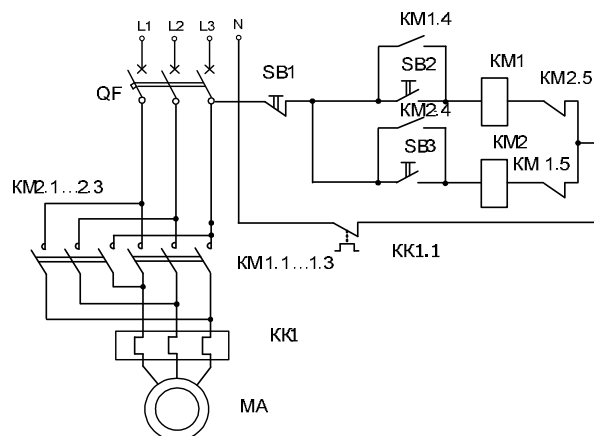 L1 L2 L3 N
KM1.4
SB1
SB2
KM1
KM2.5
QF
KM2.4
SB3
KM2
KM 1.5
KM2.1...2.3
KM1.1...1.3
KK1.1
KK1
MA